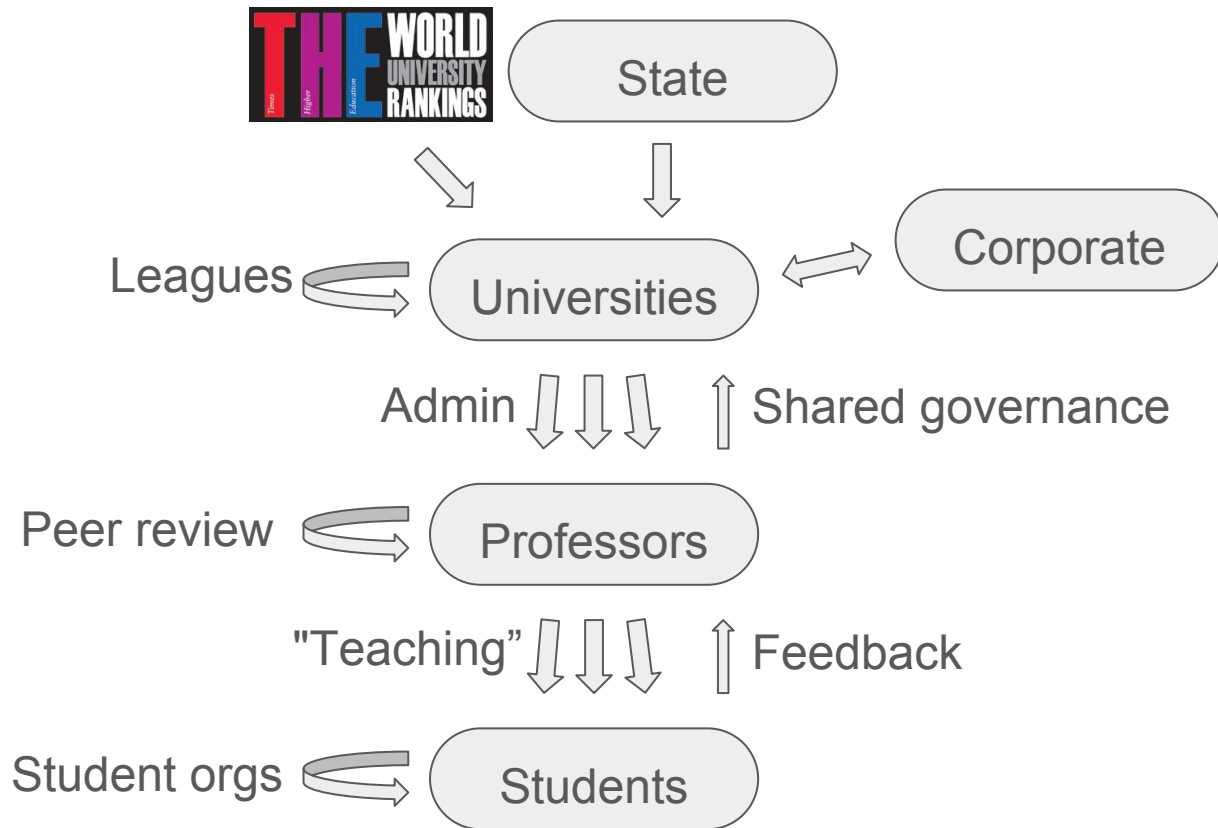 THE
Times
Higher
Education
WORLD
UNIVERSITY
RANKINGS
State
Corporate
Leagues
Universities
Admin
Shared governance
Peer review
Professors
"Teaching”
Feedback
Student orgs
Students